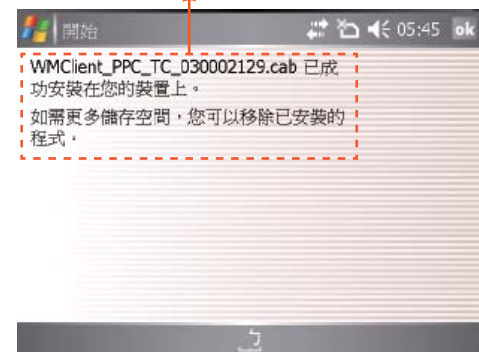 開始 05:45 ok
WMClient_PPC_TC_030002129.cab 已成
功安裝在您的裝置上。
如需更多儲存空間，您可以移除已安裝的
程式。
ㄅ